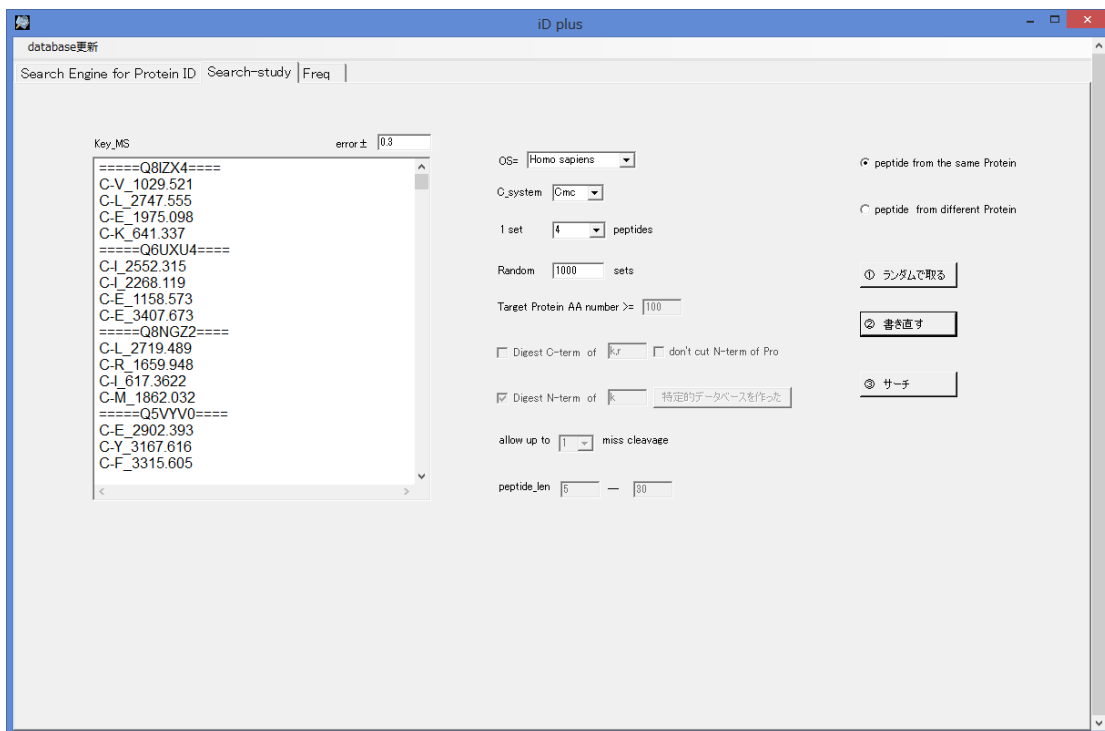 iD plus
database更新
Search Engine for Protein ID Search-study Freq
Key_MS error± 0.3
=====Q8IZX4====
C-V_1029.521
C-L_2747.555
C-E_1975.098
C-K_641.337
=====Q6UXU4====
C-I_2552.315
C-I_2268.119
C-E_1158.573
C-E_3407.673
=====Q8NGZ2====
C-L_2719.489
C-R_1659.948
C-I_617.3622
C-M_1862.032
=====Q5VYV0====
C-E_2902.393
C-Y_3167.616
C-F_3315.605
OS= Homo sapiens
C_system Cmc
1 set 4 peptides
Random 1000 sets
Target Protein AA number >= 100
Digest C-term of k,r don't cut N-term of Pro
Digest N-term of k 特定的データベースを作った
allow up to 1 miss cleavage
peptide_len 5 — 30
peptide from the same Protein
peptide from different Protein
① ランダムで取る
② 書き直す
③ サーチ